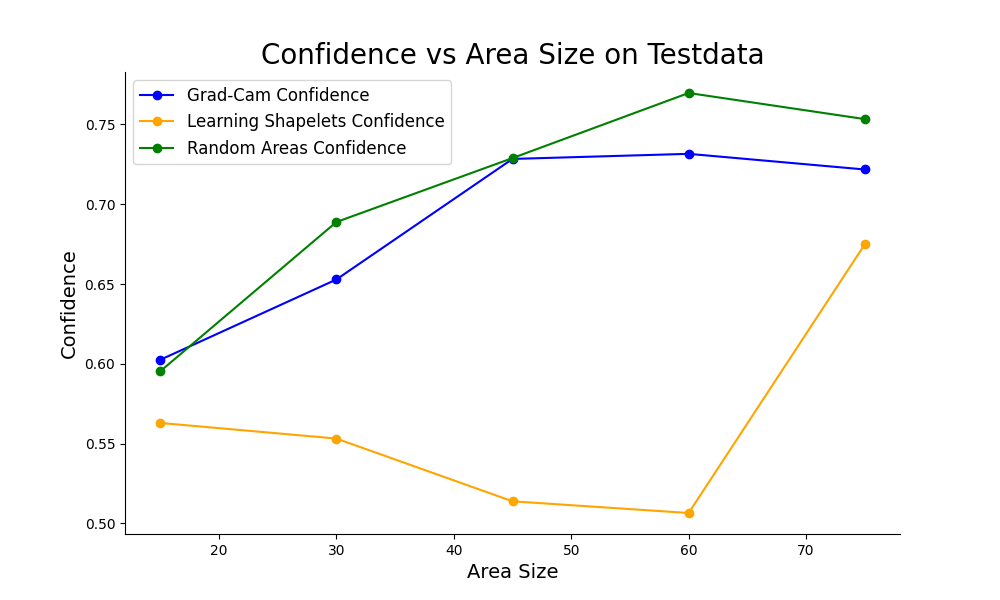 Confidence vs Area Size on Testdata
Grad-Cam Confidence
Learning Shapelets Confidence
Random Areas Confidence
0.75
0.70
0.65
0.60
0.55
0.50
Confidence
20 30 40 50 60 70
Area Size